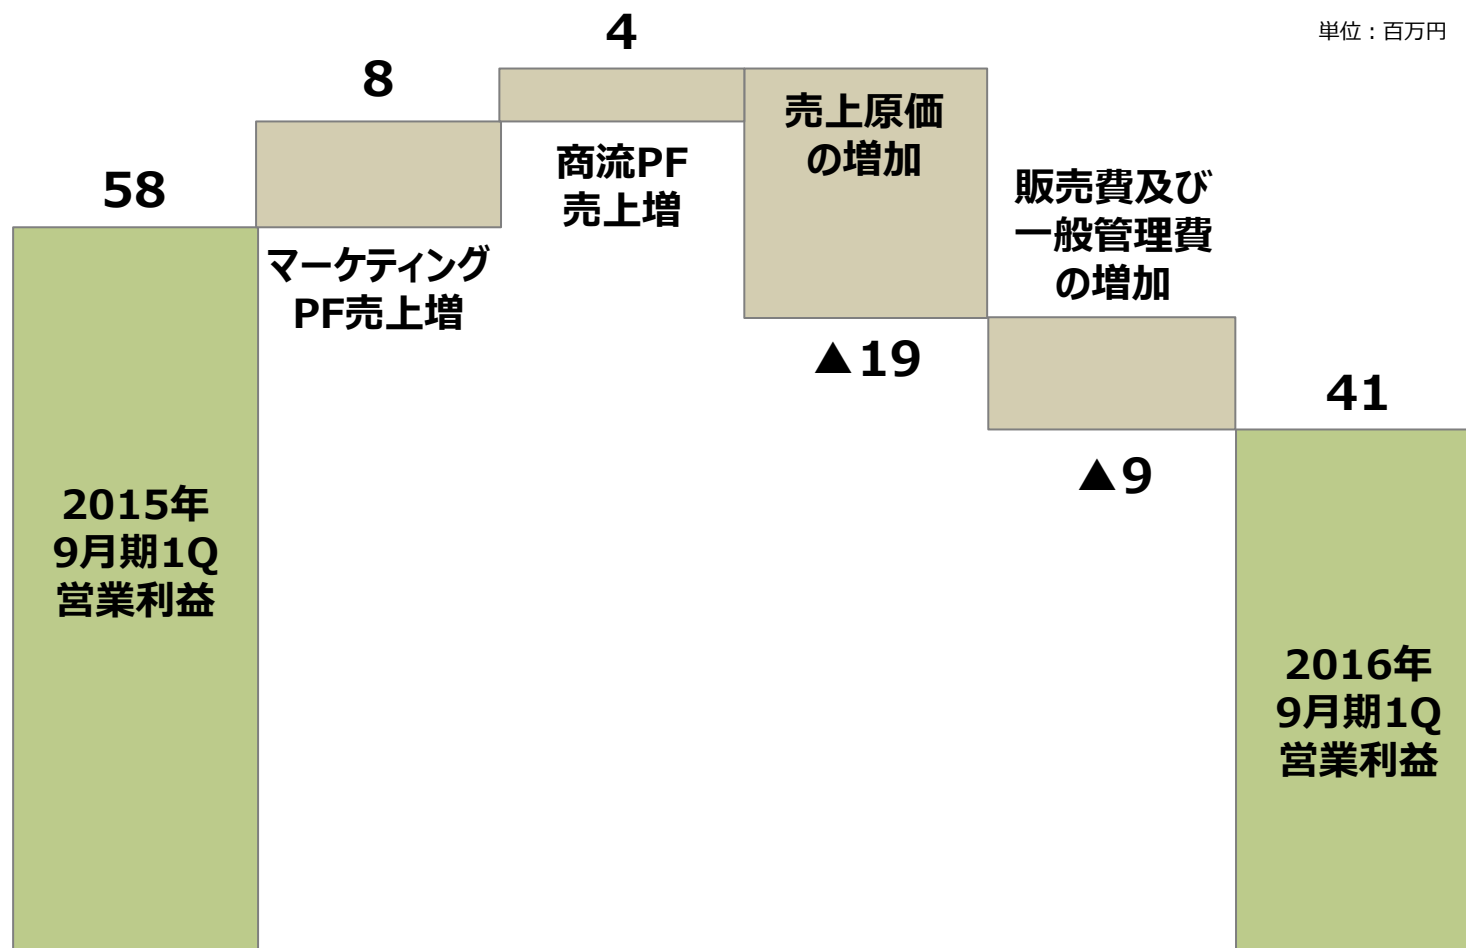 単位：百万円
4
8
58
マーケティング
PF売上増
商流PF
売上増
売上原価
の増加
▲19
販売費及び
一般管理費
の増加
▲9
41
2015年
9月期1Q
営業利益
2016年
9月期1Q
営業利益